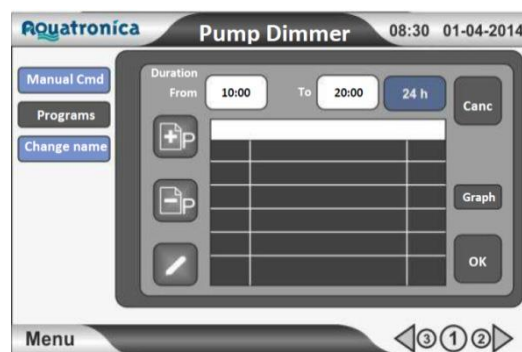 Aquatronica Pump Dimmer 08:30 01-04-2014
Manual Cmd
Programs
Change name
Duration
From 10:00 To 20:00 24 h
Canc
P
P
Graph
OK
Menu
3 1 2